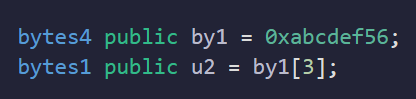 bytes4 public by1 = 0xabcdef56;
bytes1 public u2 = by1[3];